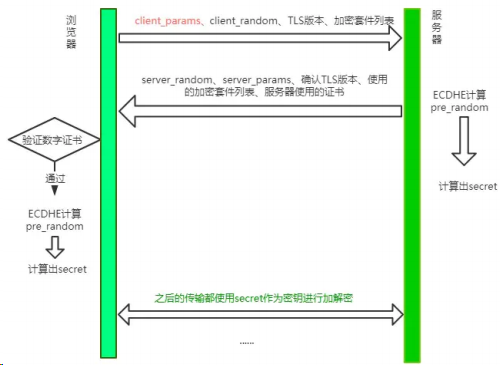 浏览器
服务器
client_params、client_random、TLS版本、加密套件列表
server_random、server_params、确认TLS版本、使用
的加密套件列表、服务器使用的证书
ECDHE计算
pre_random
计算出secret
验证数字证书
通过
ECDHE计算
pre_random
计算出secret
之后的传输都使用secret作为密钥进行加解密
......